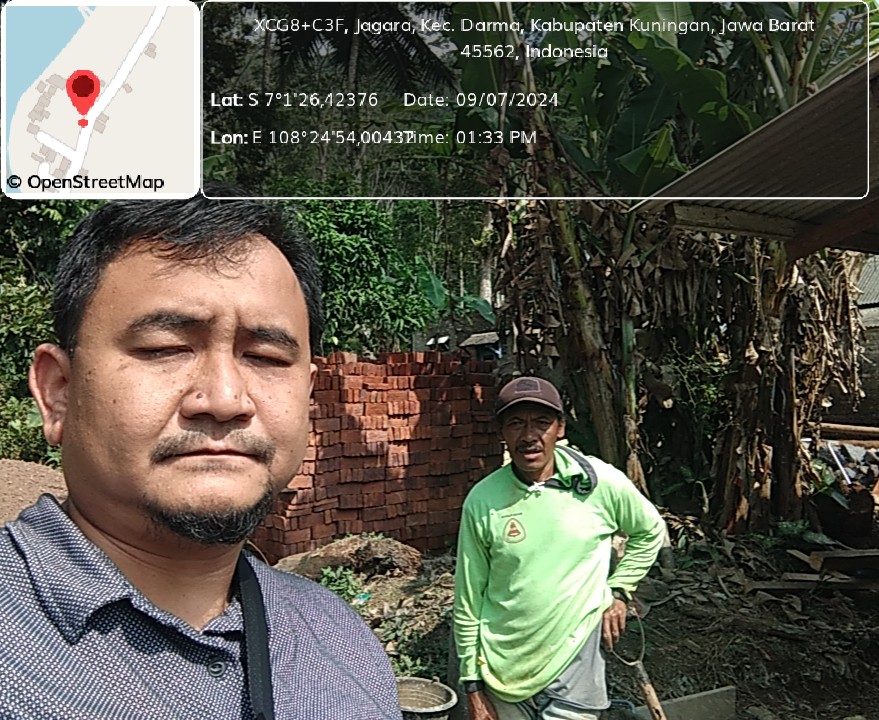 XCG8+C3F, Jagara, Kec. Darma, Kabupaten Kuningan, Jawa Barat
45562, Indonesia
Lat: S 7°1'26,42376 Date: 09/07/2024
Lon: E 108°24'54,00432 Time: 01:33 PM
© OpenStreetMap